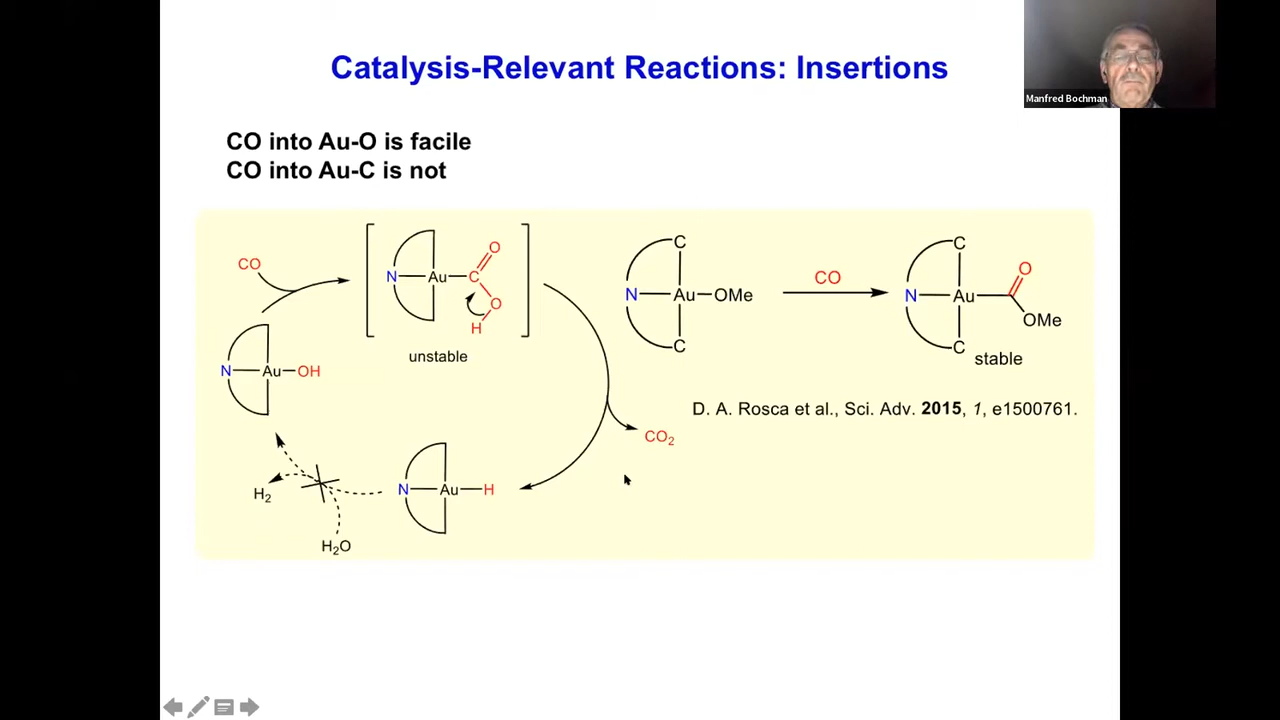 Catalysis-Relevant Reactions: Insertions
Manfred Bochman
CO into Au-O is facile
CO into Au-C is not
CO
N
Au
C
O
O
H
unstable
N
Au
OH
N
Au
H
CO₂
H₂
H₂O
C
N
Au
OMe
C
CO
C
N
Au
O
OMe
C
stable
D. A. Rosca et al., Sci. Adv. 2015, 1, e1500761.